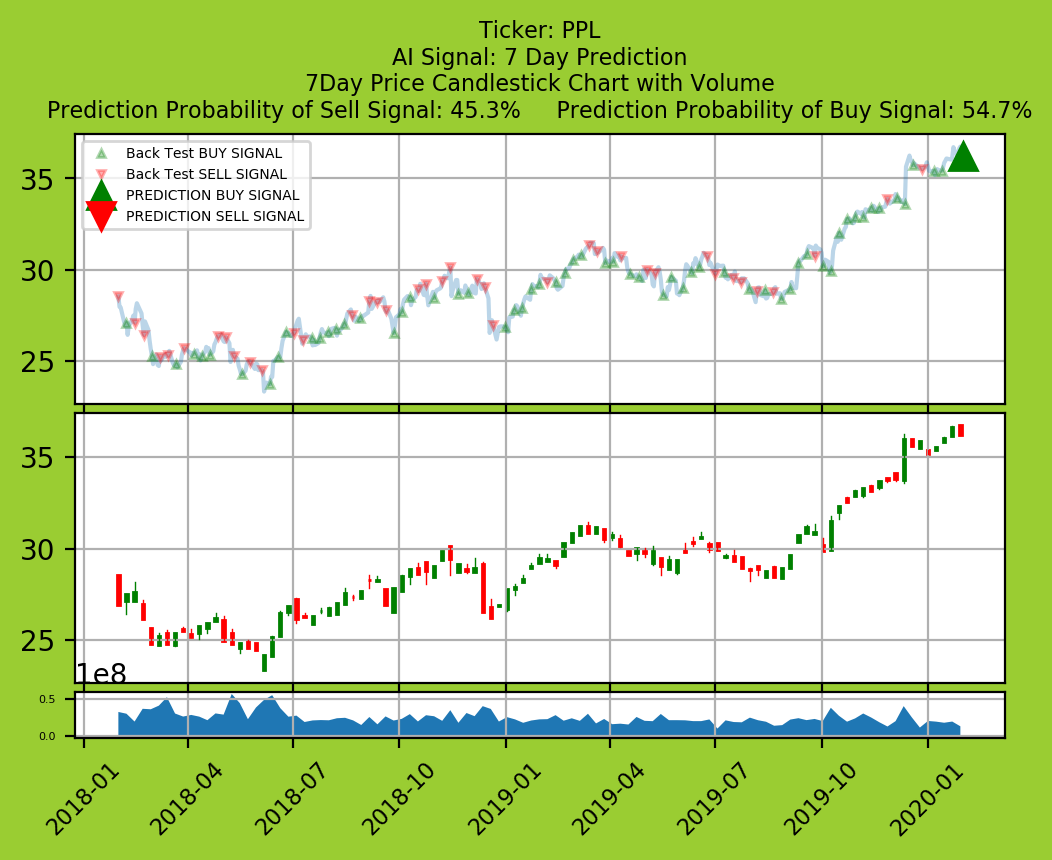 Ticker: PPL
AI Signal: 7 Day Prediction
7Day Price Candlestick Chart with Volume
Prediction Probability of Sell Signal: 45.3%     Prediction Probability of Buy Signal: 54.7%
Back Test BUY SIGNAL
Back Test SELL SIGNAL
PREDICTION BUY SIGNAL
PREDICTION SELL SIGNAL
35
30
25
35
30
25
1e8
0.5
0.0
2018-01 2018-04 2018-07 2018-10 2019-01 2019-04 2019-07 2019-10 2020-01